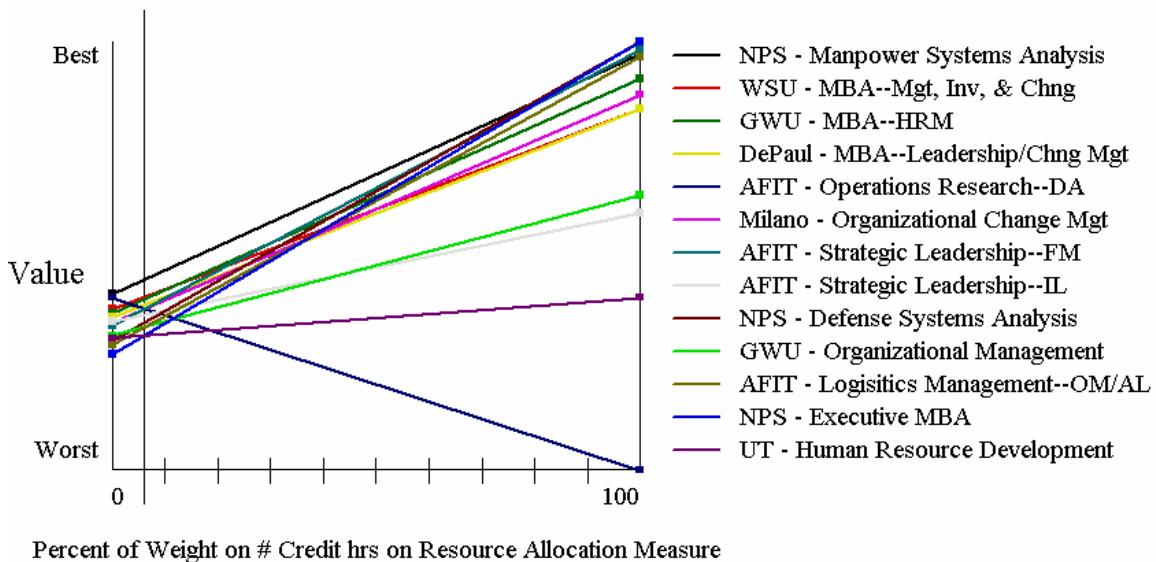 Best
Value
Worst
0
100
Percent of Weight on # Credit hrs on Resource Allocation Measure
NPS - Manpower Systems Analysis
WSU - MBA--Mgt, Inv, & Chng
GWU - MBA--HRM
DePaul - MBA--Leadership/Chng Mgt
AFIT - Operations Research--DA
Milano - Organizational Change Mgt
AFIT - Strategic Leadership--FM
AFIT - Strategic Leadership--IL
NPS - Defense Systems Analysis
GWU - Organizational Management
AFIT - Logisitics Management--OM/AL
NPS - Executive MBA
UT - Human Resource Development